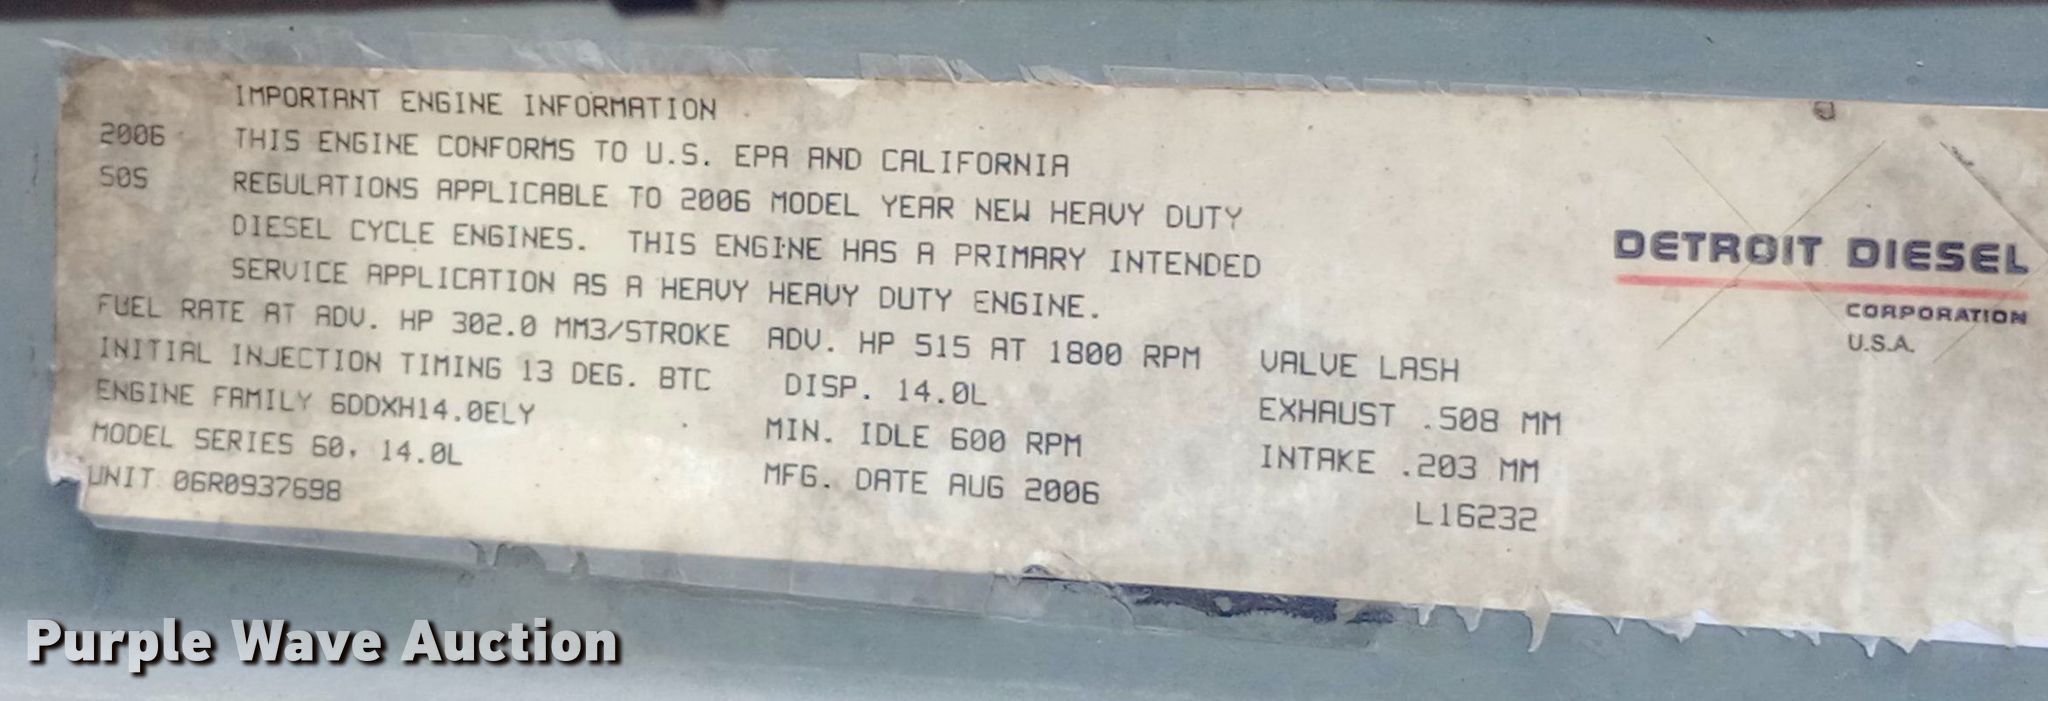 IMPORTANT ENGINE INFORMATION
2006 THIS ENGINE CONFORMS TO U.S. EPA AND CALIFORNIA
50S REGULATIONS APPLICABLE TO 2006 MODEL YEAR NEW HEAVY DUTY
DIESEL CYCLE ENGINES. THIS ENGINE HAS A PRIMARY INTENDED
SERVICE APPLICATION AS A HEAVY HEAVY DUTY ENGINE.
FUEL RATE AT ADV. HP 302.0 MM3/STROKE ADV. HP 515 AT 1800 RPM VALVE LASH
INITIAL INJECTION TIMING 13 DEG. BTC DISP. 14.0L EXHAUST .508 MM
ENGINE FAMILY 6DDXH14.0ELY MIN. IDLE 600 RPM INTAKE .203 MM
MODEL SERIES 60, 14.0L MFG. DATE AUG 2006 L16232
UNIT 06R0937698
DETROIT DIESEL
CORPORATION
U.S.A.
Purple Wave Auction